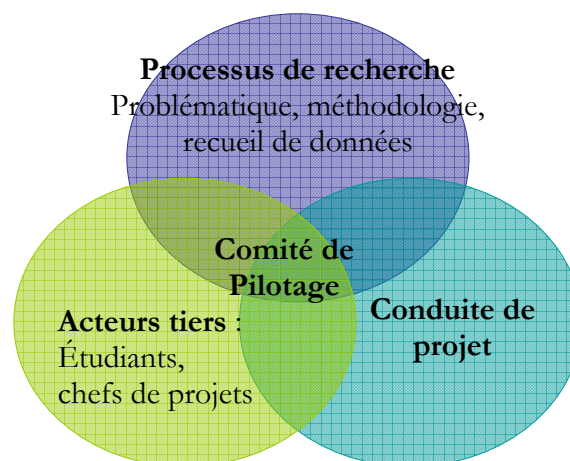 Processus de recherche
Problématique, méthodologie,
recueil de données
Comité de
Pilotage
Acteurs tiers :
Étudiants,
chefs de projets
Conduite de
projet